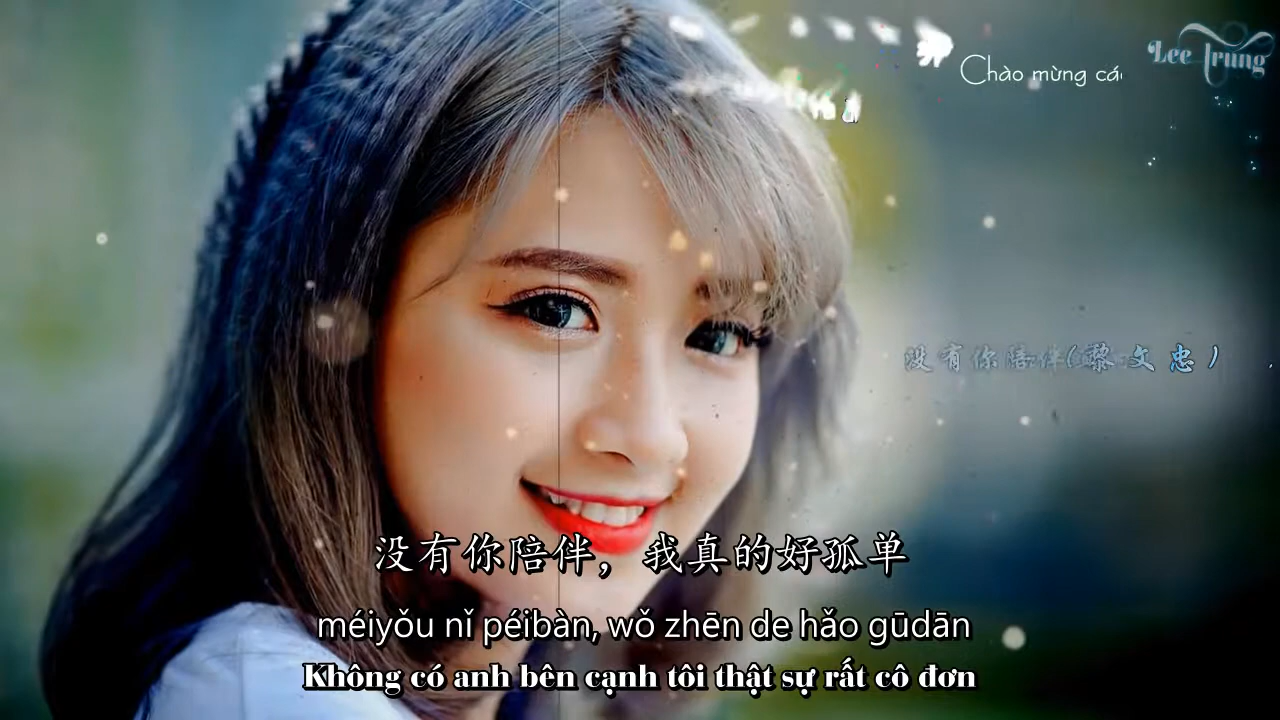 Lee Trung
Chào mừng các
没有你陪伴(黎文忠)
没有你陪伴，我真的好孤单
méiyǒu nǐ péibàn, wǒ zhēn de hǎo gūdān
Không có anh bên cạnh tôi thật sự rất cô đơn